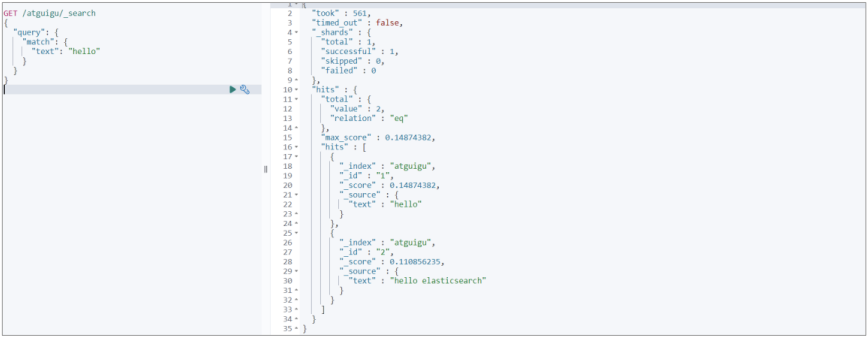 GET /atguigu/_search
{
  "query": {
    "match": {
      "text": "hello"
    }
  }
}
1 {
2 "took" : 561,
3 "timed_out" : false,
4 "_shards" : {
5 "total" : 1,
6 "successful" : 1,
7 "skipped" : 0,
8 "failed" : 0
9 },
10 "hits" : {
11 "total" : {
12 "value" : 2,
13 "relation" : "eq"
14 },
15 "max_score" : 0.14874382,
16 "hits" : [
17 {
18 "_index" : "atguigu",
19 "_id" : "1",
20 "_score" : 0.14874382,
21 "_source" : {
22 "text" : "hello"
23 }
24 },
25 {
26 "_index" : "atguigu",
27 "_id" : "2",
28 "_score" : 0.110856235,
29 "_source" : {
30 "text" : "hello elasticsearch"
31 }
32 }
33 ]
34 }
35 }